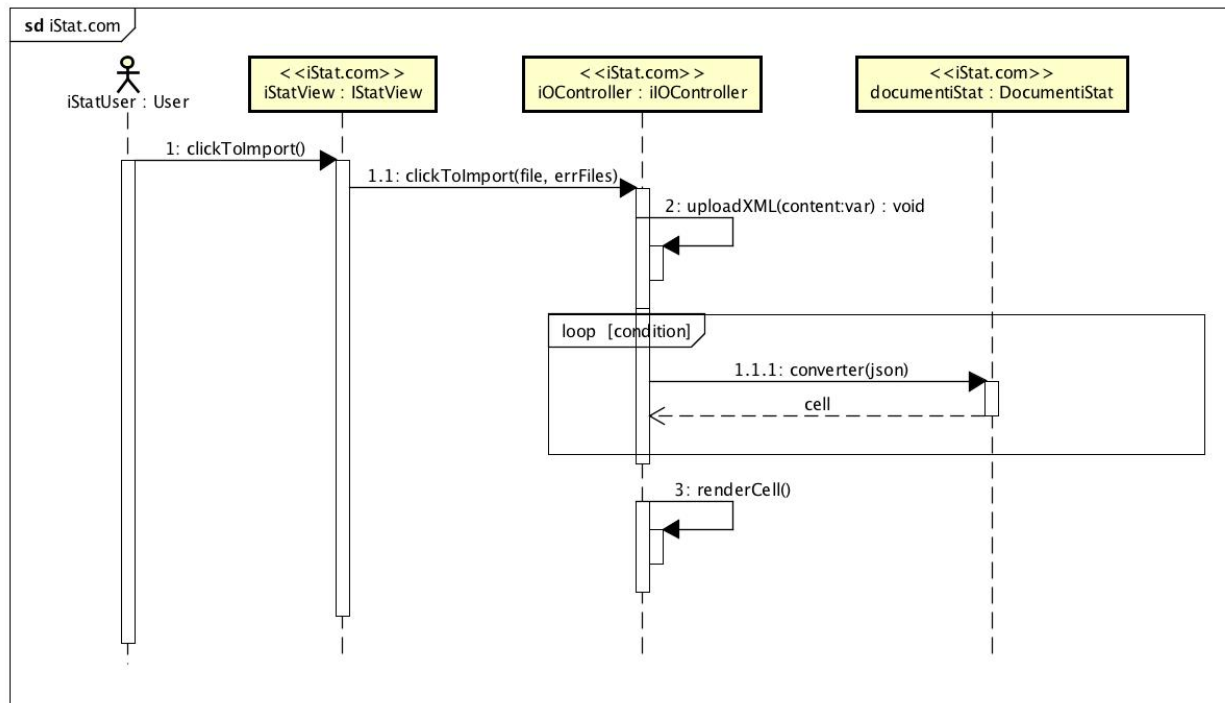 sd iStat.com
iStatUser : User
<<iStat.com>>
iStatView : IStatView
<<iStat.com>>
iOController : iIOController
<<iStat.com>>
documentiStat : DocumentiStat
1: clickToImport()
1.1: clickToImport(file, errFiles)
2: uploadXML(content:var) : void
loop [condition]
1.1.1: converter(json)
cell
3: renderCell()